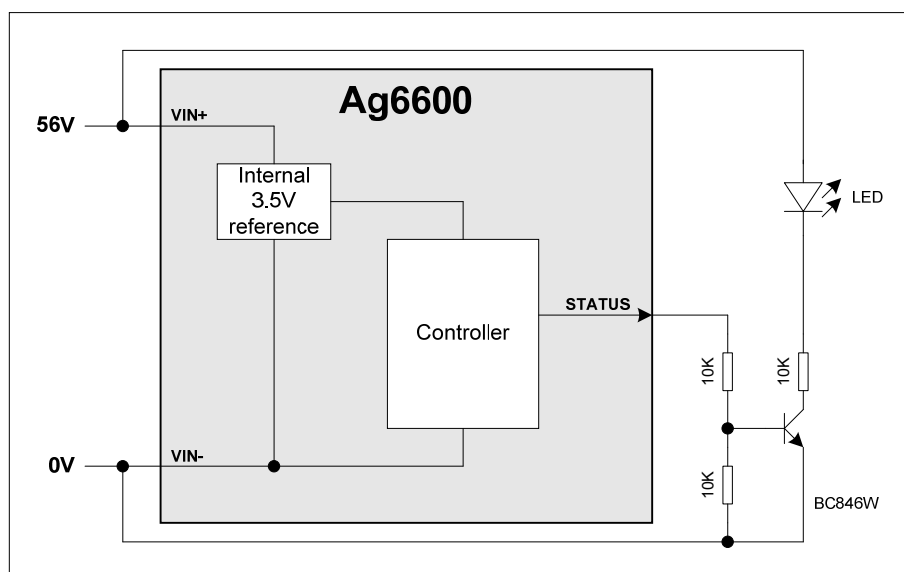 Ag6600
56V
VIN+
Internal
3.5V
reference
LED
STATUS
Controller
10K
10K
10K
0V
VIN-
BC846W